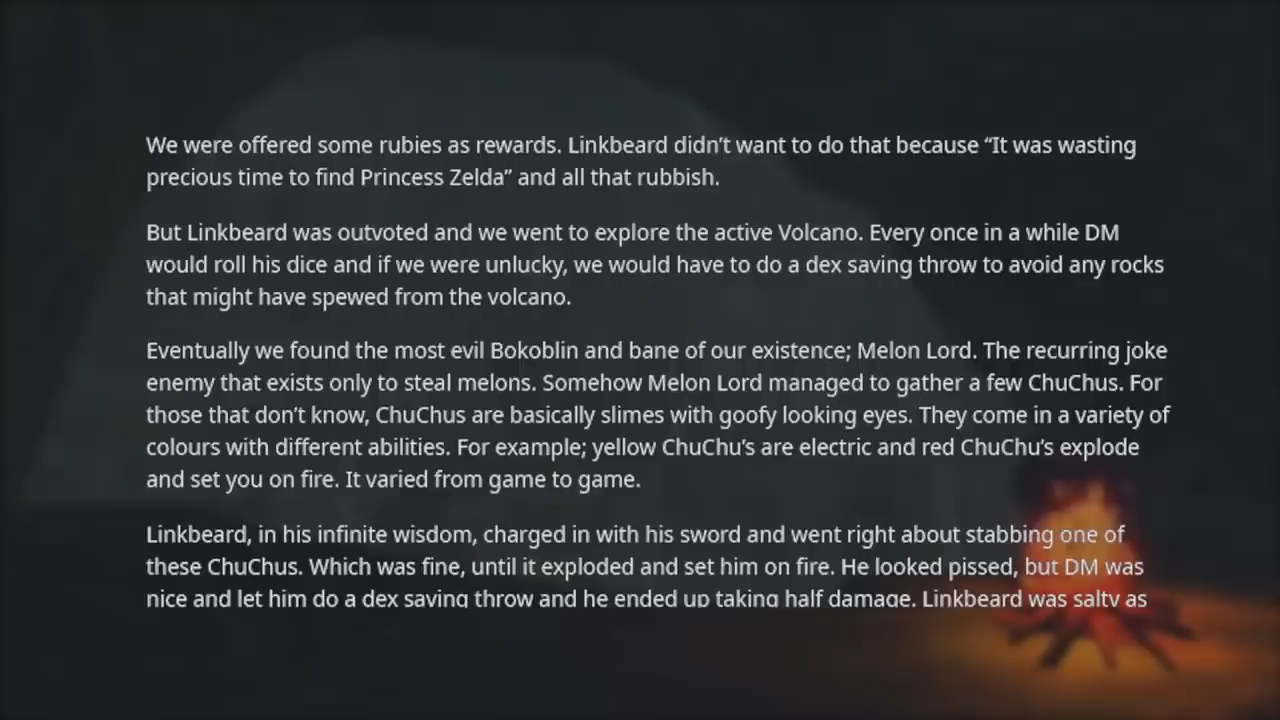 We were offered some rubies as rewards. Linkbeard didn’t want to do that because “It was wasting
precious time to find Princess Zelda” and all that rubbish.
But Linkbeard was outvoted and we went to explore the active Volcano. Every once in a while DM
would roll his dice and if we were unlucky, we would have to do a dex saving throw to avoid any rocks
that might have spewed from the volcano.
Eventually we found the most evil Bokoblin and bane of our existence; Melon Lord. The recurring joke
enemy that exists only to steal melons. Somehow Melon Lord managed to gather a few ChuChus. For
those that don’t know, ChuChus are basically slimes with goofy looking eyes. They come in a variety of
colours with different abilities. For example; yellow ChuChu’s are electric and red ChuChu’s explode
and set you on fire. It varied from game to game.
Linkbeard, in his infinite wisdom, charged in with his sword and went right about stabbing one of
these ChuChus. Which was fine, until it exploded and set him on fire. He looked pissed, but DM was
nice and let him do a dex saving throw and he ended up taking half damage. Linkbeard was salty as